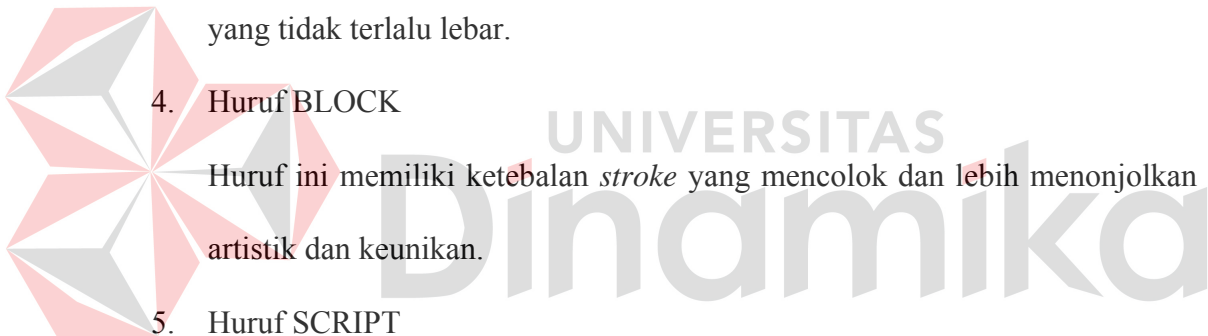 yang tidak terlalu lebar.
4. Huruf BLOCK
UNIVERSITAS
Dinamika
Huruf ini memiliki ketebalan stroke yang mencolok dan lebih menonjolkan
artistik dan keunikan.
5. Huruf SCRIPT